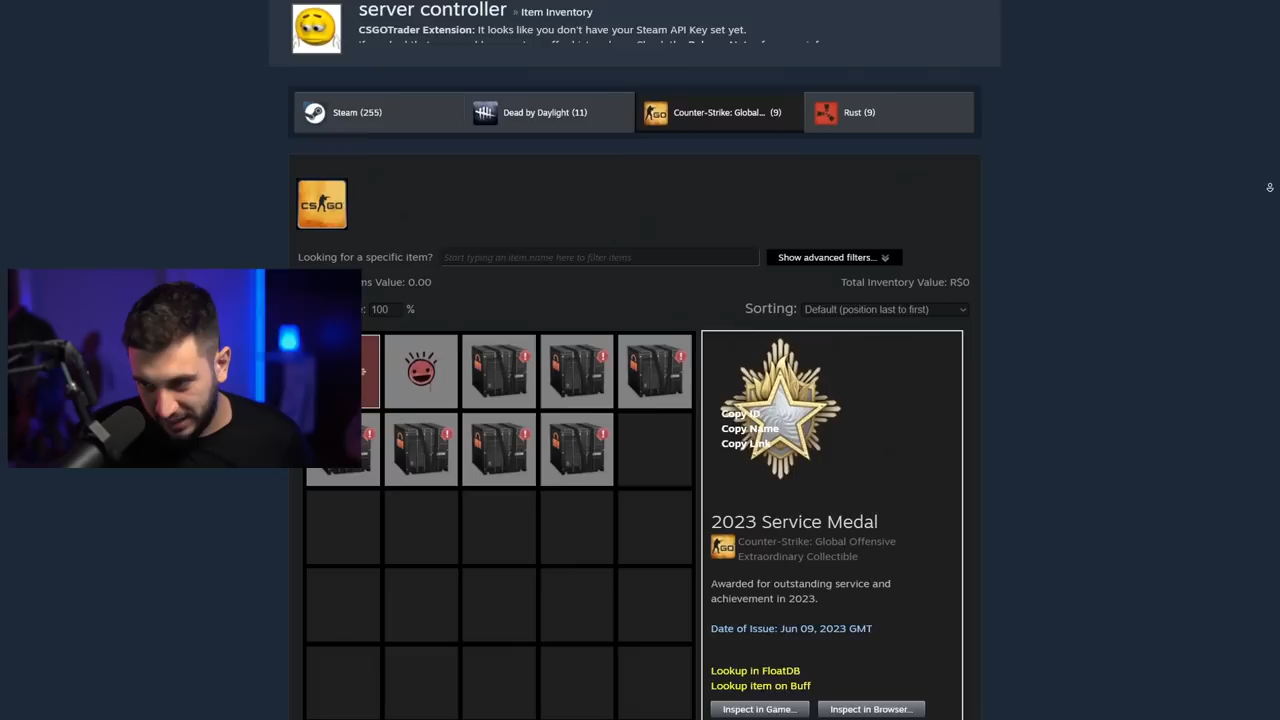 server controller » Item Inventory
CSGOTrader Extension: It looks like you don't have your Steam API Key set yet.
Steam (255)
Dead by Daylight (11)
Counter-Strike: Global... (9)
Rust (9)
CS GO
Looking for a specific item?
Start typing an item name here to filter items
Show advanced filters...
ms Value: 0.00
Total Inventory Value: R$0
: 100 %
Sorting: Default (position last to first)
Copy ID
Copy Name
Copy Link
2023 Service Medal
GO
Counter-Strike: Global Offensive
Extraordinary Collectible
Awarded for outstanding service and
achievement in 2023.
Date of Issue: Jun 09, 2023 GMT
Lookup in FloatDB
Lookup item on Buff
Inspect in Game...
Inspect in Browser...